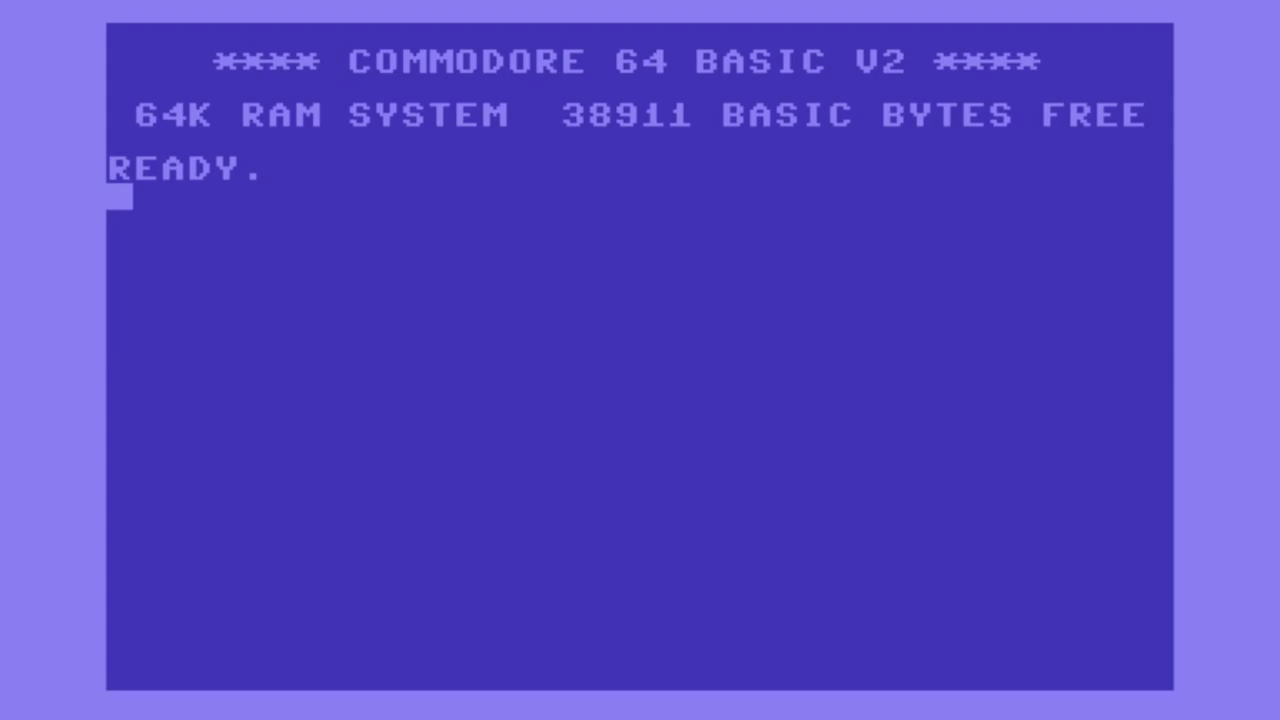 **** COMMODORE 64 BASIC V2 ****
64K RAM SYSTEM  38911 BASIC BYTES FREE
READY.